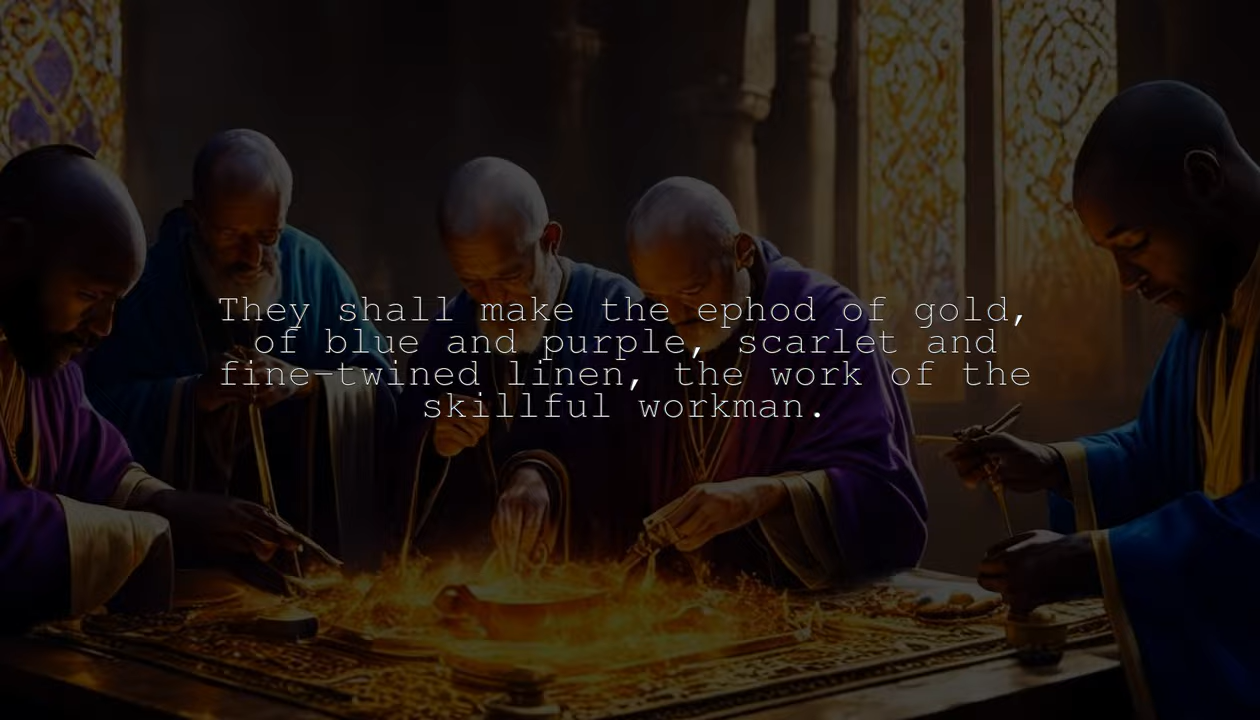 They shall make the ephod of gold,
of blue and purple, scarlet and
fine-twined linen, the work of the
skillful workman.